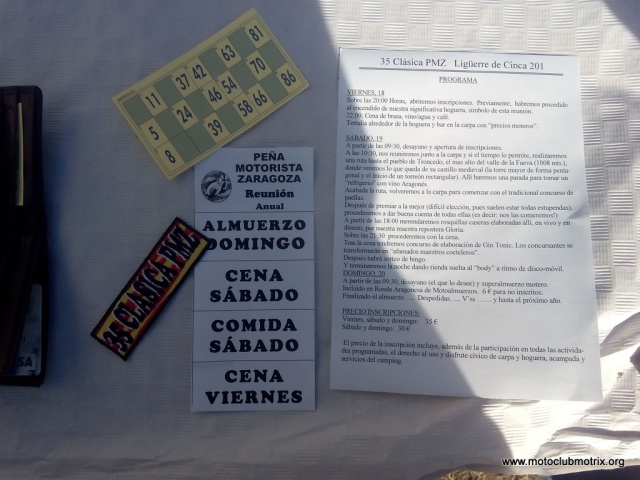 81
63
37 42
70
11
46 54
86
24
58 66
5
39
8
PEÑA
MOTORISTA
ZARAGOZA
Reunión
Anual
ALMUERZO
DOMINGO
CENA
SÁBADO
COMIDA
SÁBADO
CENA
VIERNES
35 CLASICA PMZ
35 Clásica PMZ Ligüerre de Cinca 201
PROGRAMA
VIERNES, 18
Sobre las 20:00 Horas, abriremos inscripciones. Previamente, habremos procedido
al encendido de nuestra significativa hoguera, símbolo de esta reunión.
22:00 Cena de brasa, vino/agua y café.
Tertulia alrededor de la hoguera y bar en la carpa con "precios moteros".
SÁBADO, 19
A partir de las 09:30, desayuno y apertura de inscripciones.
A las 10:30, nos reuniremos junto a la carpa y si el tiempo lo permite, realizaremos
una ruta hasta el pueblo de Troncedo, el mas alto del valle de la Fueva (1008 mts.),
donde veremos lo que queda de su castillo medieval (la torre mayor de forma penta-
gonal y el inicio de un torreón rectangular). Allí haremos una parada para tomar un
"refrigerio" con vino Aragonés.
Acabada la ruta, volveremos a la carpa para comenzar con el tradicional concurso de
paellas.
Después de premiar a la mejor (difícil elección, pues suelen estar todas estupendas),
procederemos a dar buena cuenta de todas ellas (es decir: nos las comeremos!)
A partir de las 18:00 merendaremos rosquillas caseras elaboradas allí, en vivo y en
directo, por nuestra maestra repostera Gloria.
Sobre las 21:30 procederemos con la cena.
Tras la cena tendremos concurso de elaboración de Gin Tonic. Los concursantes se
transformarán en "afamados maestros cocteleros".
Después habrá sorteo de bingo.
Y terminaremos la noche dando rienda suelta al "body" a ritmo de disco-móvil.
DOMINGO, 20
A partir de las 09:30, desayuno (el que lo desee) y superalmuerzo motero.
Incluido en Ronda Aragonesa de Motoalmuerzos. 6 € para no inscritos.
Finalizado el almuerzo ..... Despedidas ..... V´ss ......, y hasta el próximo año.
PRECIO INSCRIPCIONES:
Viernes, sábado y domingo: 35 €
Sábado y domingo: 30 €
El precio de la inscripción incluye, además de la participación en todas las activida-
des programadas, el derecho al uso y disfrute cívico de carpa y hoguera, acampada y
servicios del camping.
www.motoclubmotrix.org